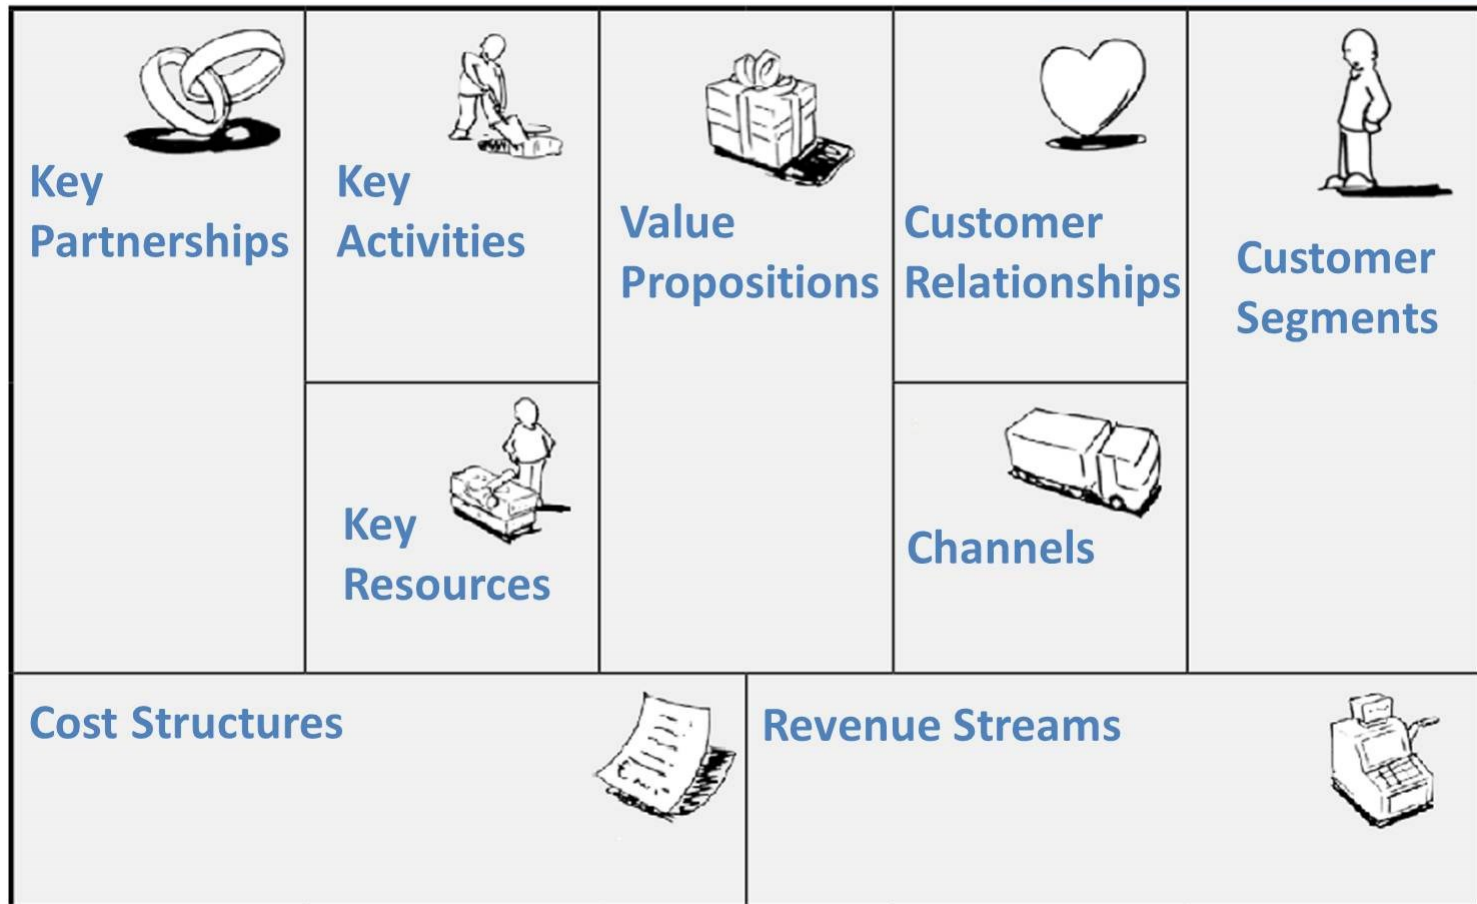 Key
Partnerships
Key
Activities
Key
Resources
Value
Propositions
Customer
Relationships
Channels
Customer
Segments
Cost Structures
Revenue Streams